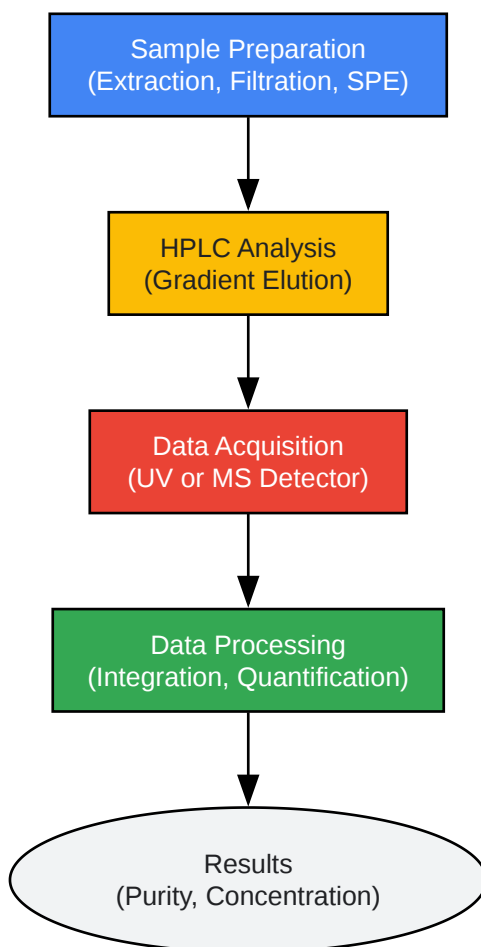 Sample Preparation
(Extraction, Filtration, SPE)
HPLC Analysis
(Gradient Elution)
Data Acquisition
(UV or MS Detector)
Data Processing
(Integration, Quantification)
Results
(Purity, Concentration)